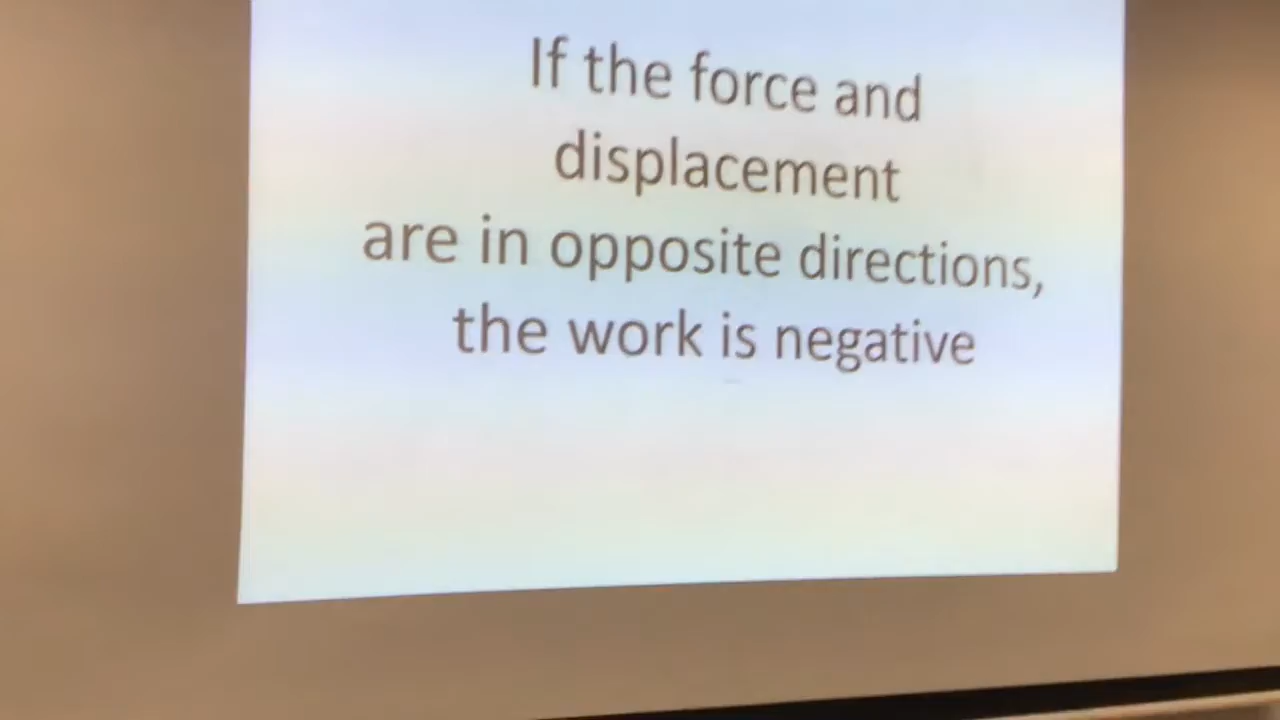 If the force and
displacement
are in opposite directions,
the work is negative